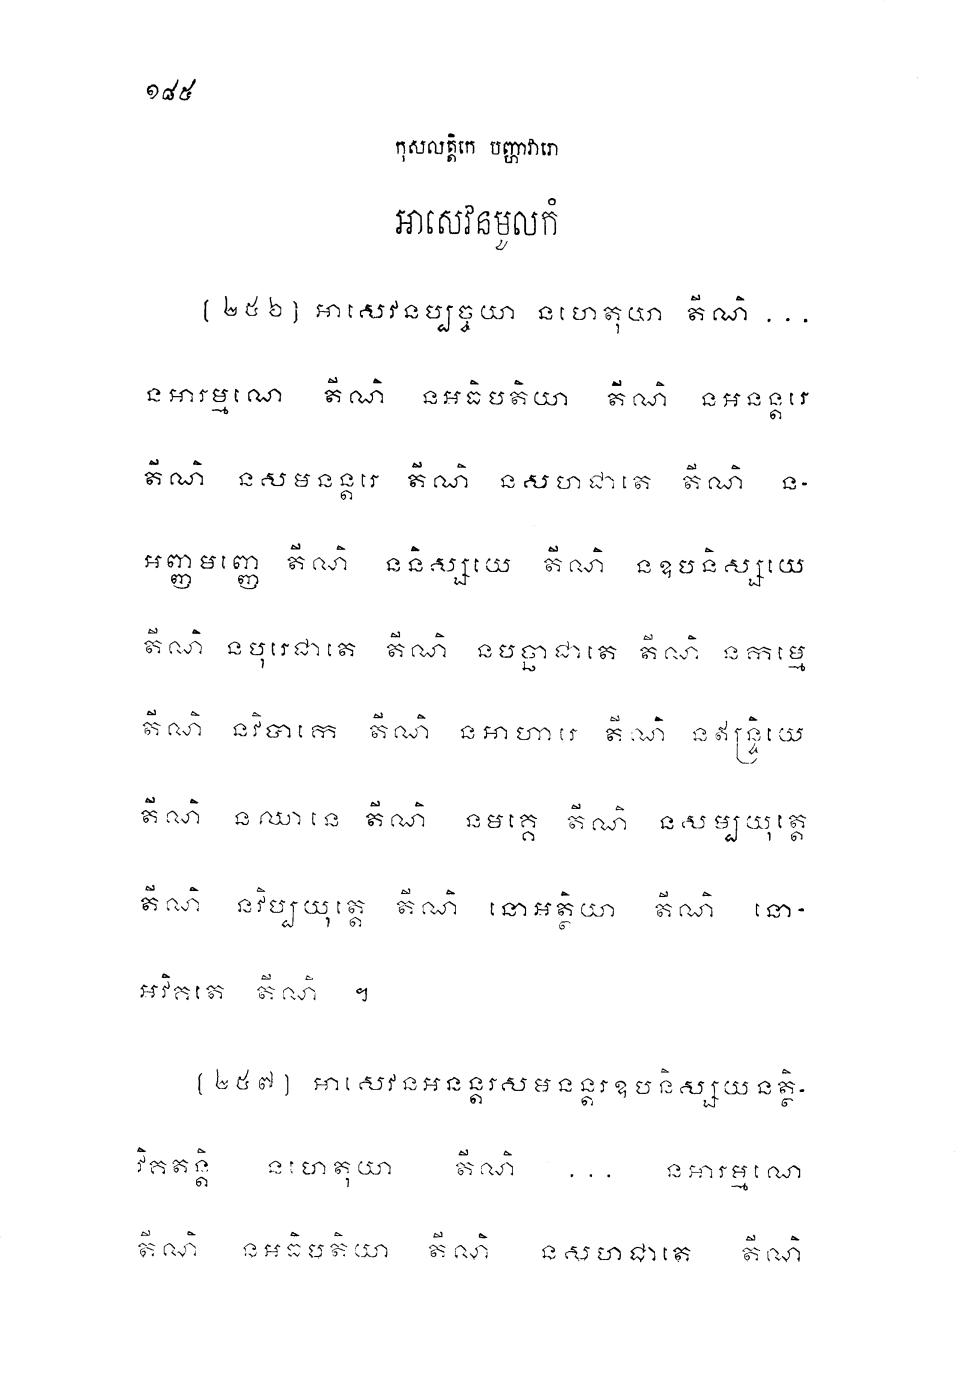 ១៨៥
កុសលត្តិកេ បញ្ហាវារោ
អាសេវនមូលកំ
(២៥៦) អាសេវនប្បច្ចយា នហេតុយា តីណិ ...
នអារម្មណេ តីណិ នអធិបតិយា តីណិ នអនន្តរេ
តីណិ នសមនន្តរេ តីណិ នសហជាតេ តីណិ ន-
អញ្ញមញ្ញេ តីណិ ននិស្សយេ តីណិ នឧបនិស្សយេ
តីណិ នបុរេជាតេ តីណិ នបច្ឆាជាតេ តីណិ នកម្មេ
តីណិ នវិបាកេ តីណិ នអាហារេ តីណិ នឥន្ទ្រិយេ
តីណិ នឈានេ តីណិ នមគ្គេ តីណិ នសម្បយុត្តេ
តីណិ នវិប្បយុត្តេ តីណិ នោអត្ថិយា តីណិ នោ-
អវិគតេ តីណិ ។
(២៥៧) អាសេវនអនន្តរសមនន្តរឧបនិស្សយនត្ថិ-
វិគតន្តិ នហេតុយា តីណិ ... នអារម្មណេ
តីណិ នអធិបតិយា តីណិ នសហជាតេ តីណិ